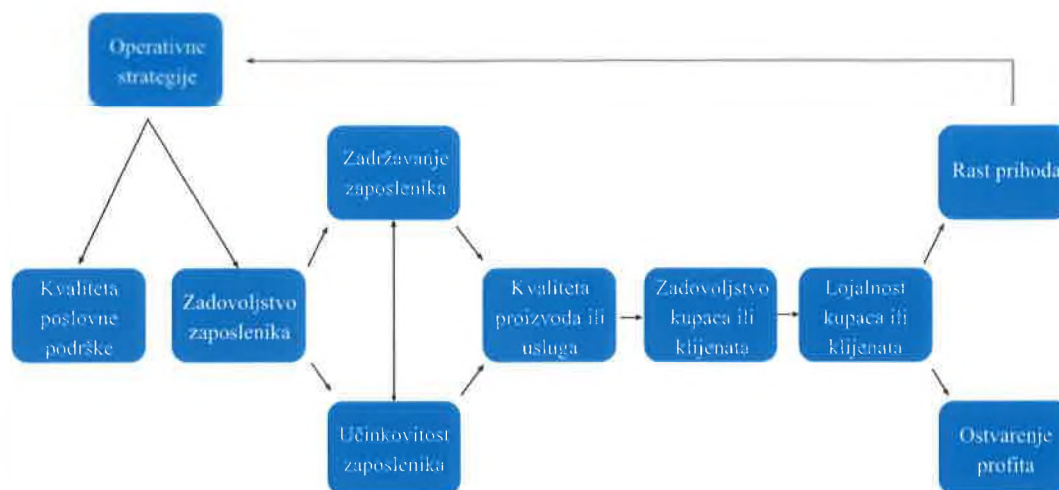 Operativne
strategije
Zadržavanje
zaposlenika
Rast prihoda
Kvaliteta
poslovne
podrške
Zadovoljstvo
zaposlenika
Kvaliteta
proizvoda ili
usluga
Zadovoljstvo
kupaca ili
klijenata
Lojalnost
kupaca ili
klijenata
Učinkovitost
zaposlenika
Ostvarenje
profita